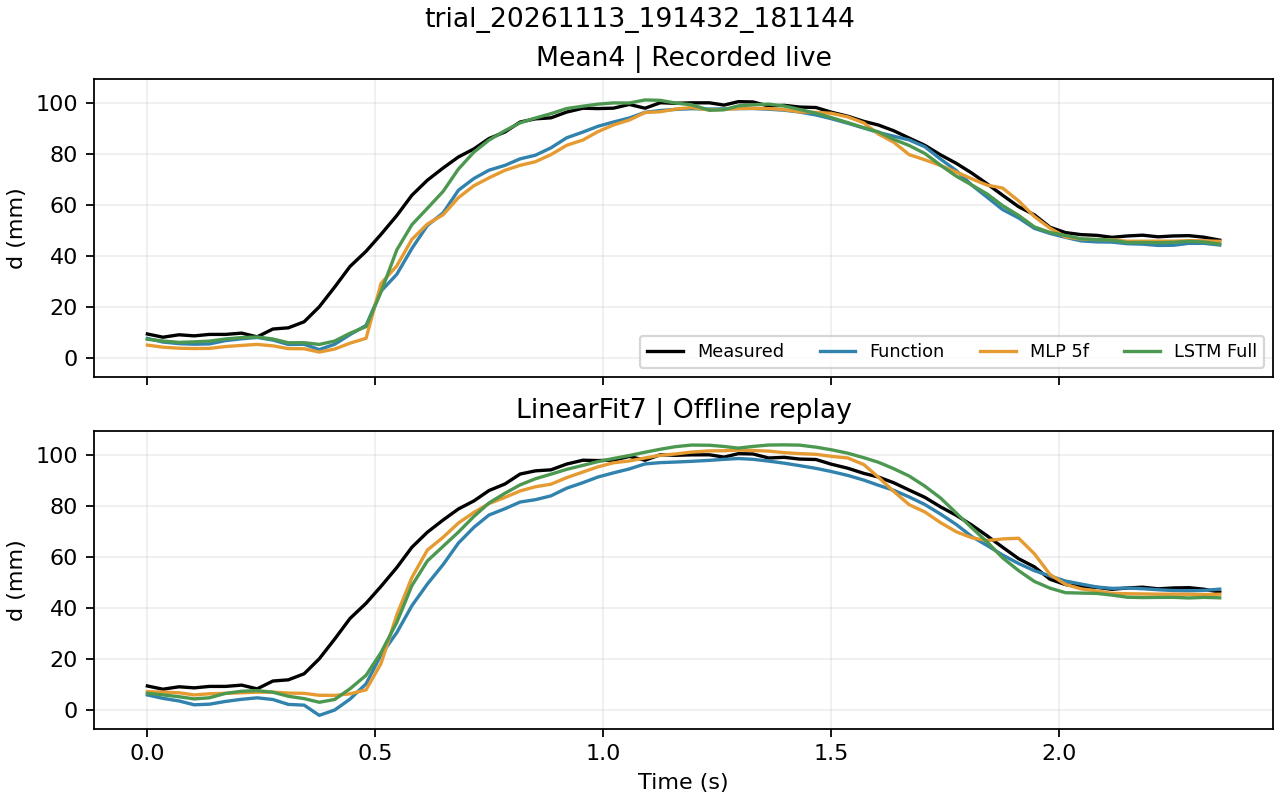 trial_20261113_191432_181144
Mean4 | Recorded live
100
80
60
40
20
0
d (mm)
Measured Function MLP 5f LSTM Full
LinearFit7 | Offline replay
100
80
60
40
20
0
d (mm)
0.0 0.5 1.0 1.5 2.0
Time (s)